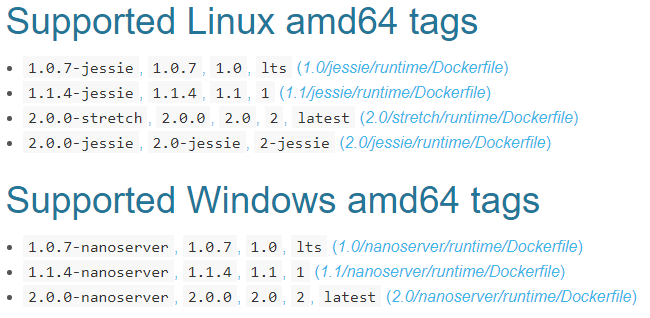 Supported Linux amd64 tags
1.0.7-jessie, 1.0.7, 1.0, lts (1.0/jessie/runtime/Dockerfile)
1.1.4-jessie, 1.1.4, 1.1, 1 (1.1/jessie/runtime/Dockerfile)
2.0.0-stretch, 2.0.0, 2.0, 2, latest (2.0/stretch/runtime/Dockerfile)
2.0.0-jessie, 2.0-jessie, 2-jessie (2.0/jessie/runtime/Dockerfile)
Supported Windows amd64 tags
1.0.7-nanoserver, 1.0.7, 1.0, lts (1.0/nanoserver/runtime/Dockerfile)
1.1.4-nanoserver, 1.1.4, 1.1, 1 (1.1/nanoserver/runtime/Dockerfile)
2.0.0-nanoserver, 2.0.0, 2.0, 2, latest (2.0/nanoserver/runtime/Dockerfile)